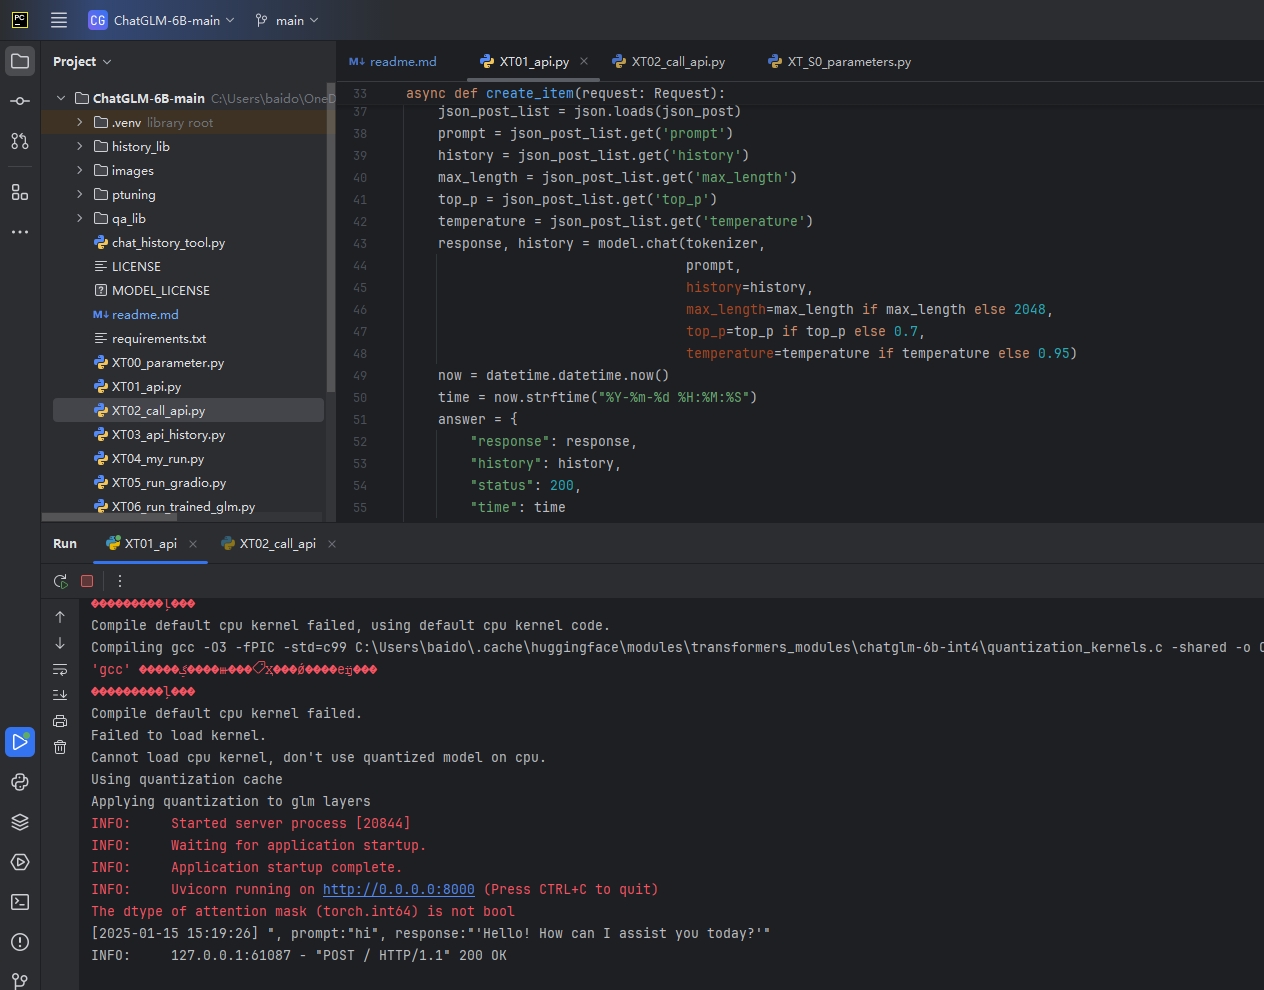 PC
CG ChatGLM-6B-main
main
Project
ChatGLM-6B-main C:\Users\baido\OneD
.venv library root
history_lib
images
ptuning
qa_lib
chat_history_tool.py
LICENSE
MODEL_LICENSE
readme.md
requirements.txt
XT00_parameter.py
XT01_api.py
XT02_call_api.py
XT03_api_history.py
XT04_my_run.py
XT05_run_gradio.py
XT06_run_trained_glm.py
readme.md
XT01_api.py
XT02_call_api.py
XT_S0_parameters.py
33 async def create_item(request: Request):
37 json_post_list = json.loads(json_post)
38 prompt = json_post_list.get('prompt')
39 history = json_post_list.get('history')
40 max_length = json_post_list.get('max_length')
41 top_p = json_post_list.get('top_p')
42 temperature = json_post_list.get('temperature')
43 response, history = model.chat(tokenizer,
44 prompt,
45 history=history,
46 max_length=max_length if max_length else 2048,
47 top_p=top_p if top_p else 0.7,
48 temperature=temperature if temperature else 0.95)
49 now = datetime.datetime.now()
50 time = now.strftime("%Y-%m-%d %H:%M:%S")
51 answer = {
52 "response": response,
53 "history": history,
54 "status": 200,
55 "time": time
Run
XT01_api
XT02_call_api
Compile default cpu kernel failed, using default cpu kernel code.
Compiling gcc -O3 -fPIC -std=c99 C:\Users\baido\.cache\huggingface\modules\transformers_modules\chatglm-6b-int4\quantization_kernels.c -shared -o
'gcc'
Compile default cpu kernel failed.
Failed to load kernel.
Cannot load cpu kernel, don't use quantized model on cpu.
Using quantization cache
Applying quantization to glm layers
INFO: Started server process [20844]
INFO: Waiting for application startup.
INFO: Application startup complete.
INFO: Uvicorn running on http://0.0.0.0:8000 (Press CTRL+C to quit)
The dtype of attention mask (torch.int64) is not bool
[2025-01-15 15:19:26] ", prompt:"hi", response:"'Hello! How can I assist you today?'"
INFO: 127.0.0.1:61087 - "POST / HTTP/1.1" 200 OK